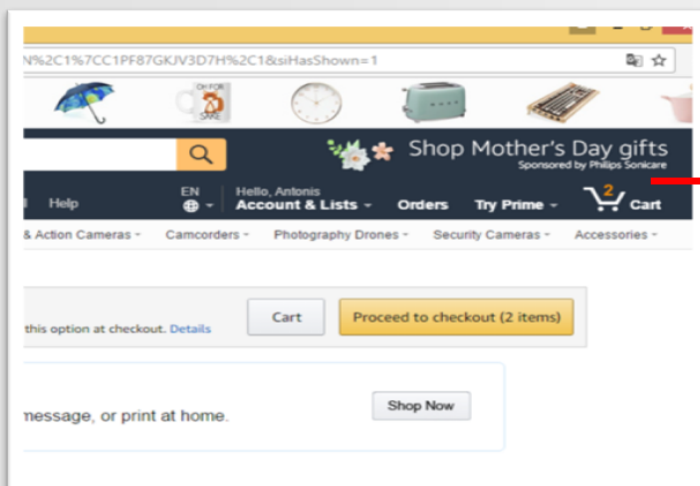 N%2C1%7CC1PF87GKJV3D7H%2C1&siHasShown=1
OH FOR
SAKE
Shop Mother's Day gifts
Sponsored by Philips Sonicare
EN Hello, Antonis 2
Help Account & Lists Orders Try Prime Cart
& Action Cameras Camcorders Photography Drones Security Cameras Accessories
this option at checkout. Details Cart Proceed to checkout (2 items)
message, or print at home. Shop Now